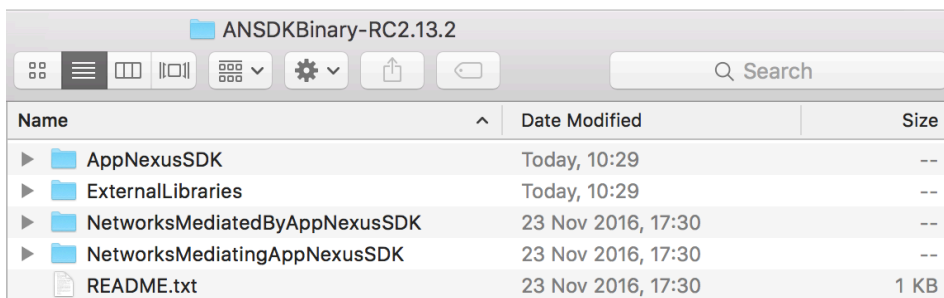 ANSDKBinary-RC2.13.2
Search
Name Date Modified Size
AppNexusSDK Today, 10:29 --
ExternalLibraries Today, 10:29 --
NetworksMediatedByAppNexusSDK 23 Nov 2016, 17:30 --
NetworksMediatingAppNexusSDK 23 Nov 2016, 17:30 --
README.txt 23 Nov 2016, 17:30 1 KB